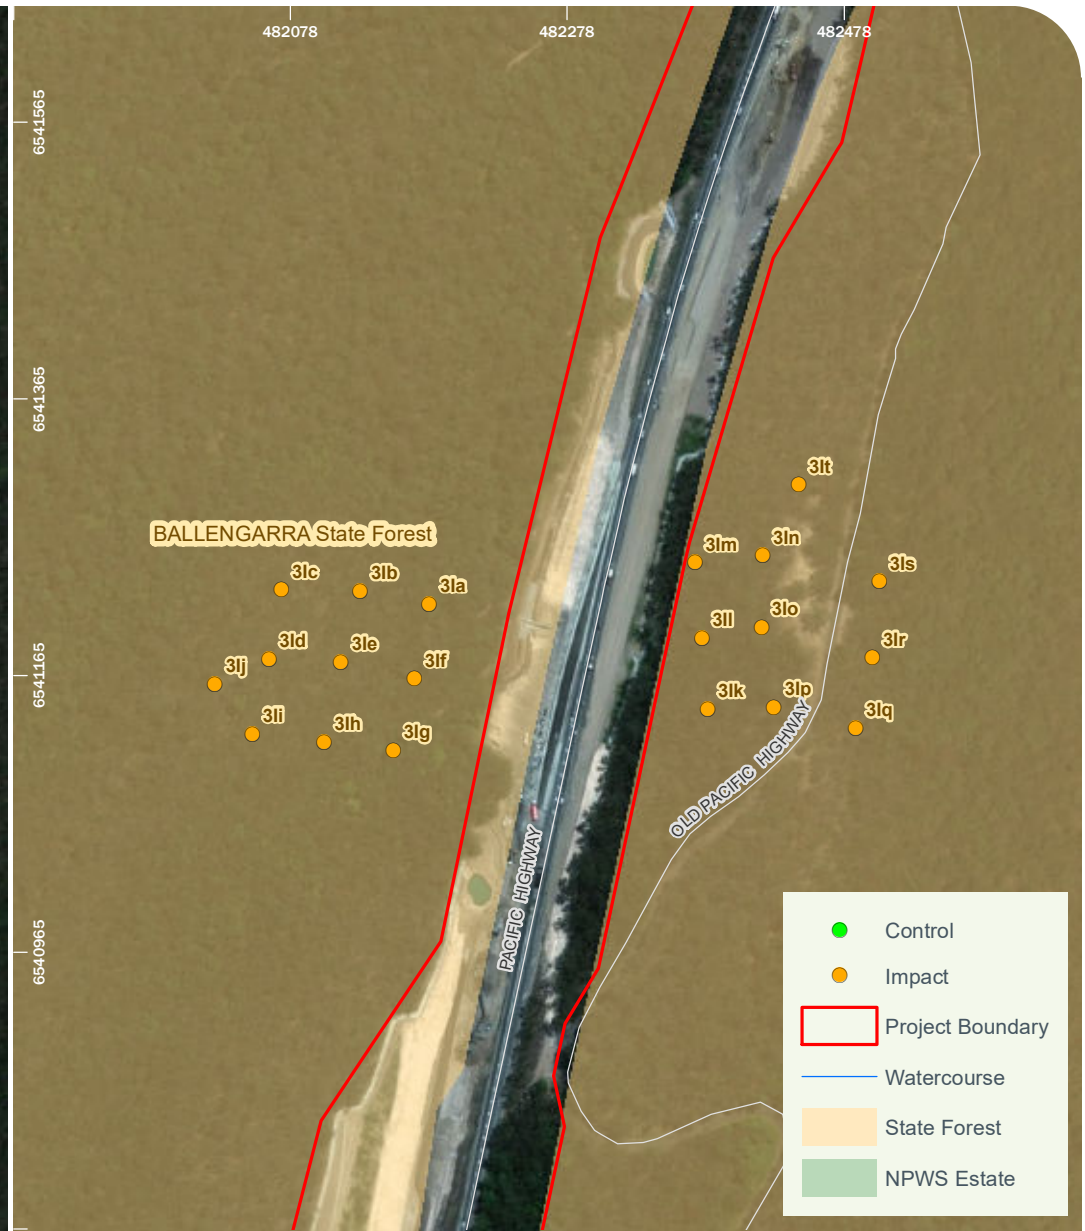 482078
482278
482478
6541565
6541365
6541165
6540965
3It
BALLENGARRA State Forest
3Im
3In
3Ic
3Ib
3Ia
3Is
3Il
3Io
3Id
3Ie
3If
3Ir
3Ij
3Ik
3Ip
3Ii
3Ih
3Ig
3Iq
OLD PACIFIC HIGHWAY
PACIFIC HIGHWAY
Control
Impact
Project Boundary
Watercourse
State Forest
NPWS Estate